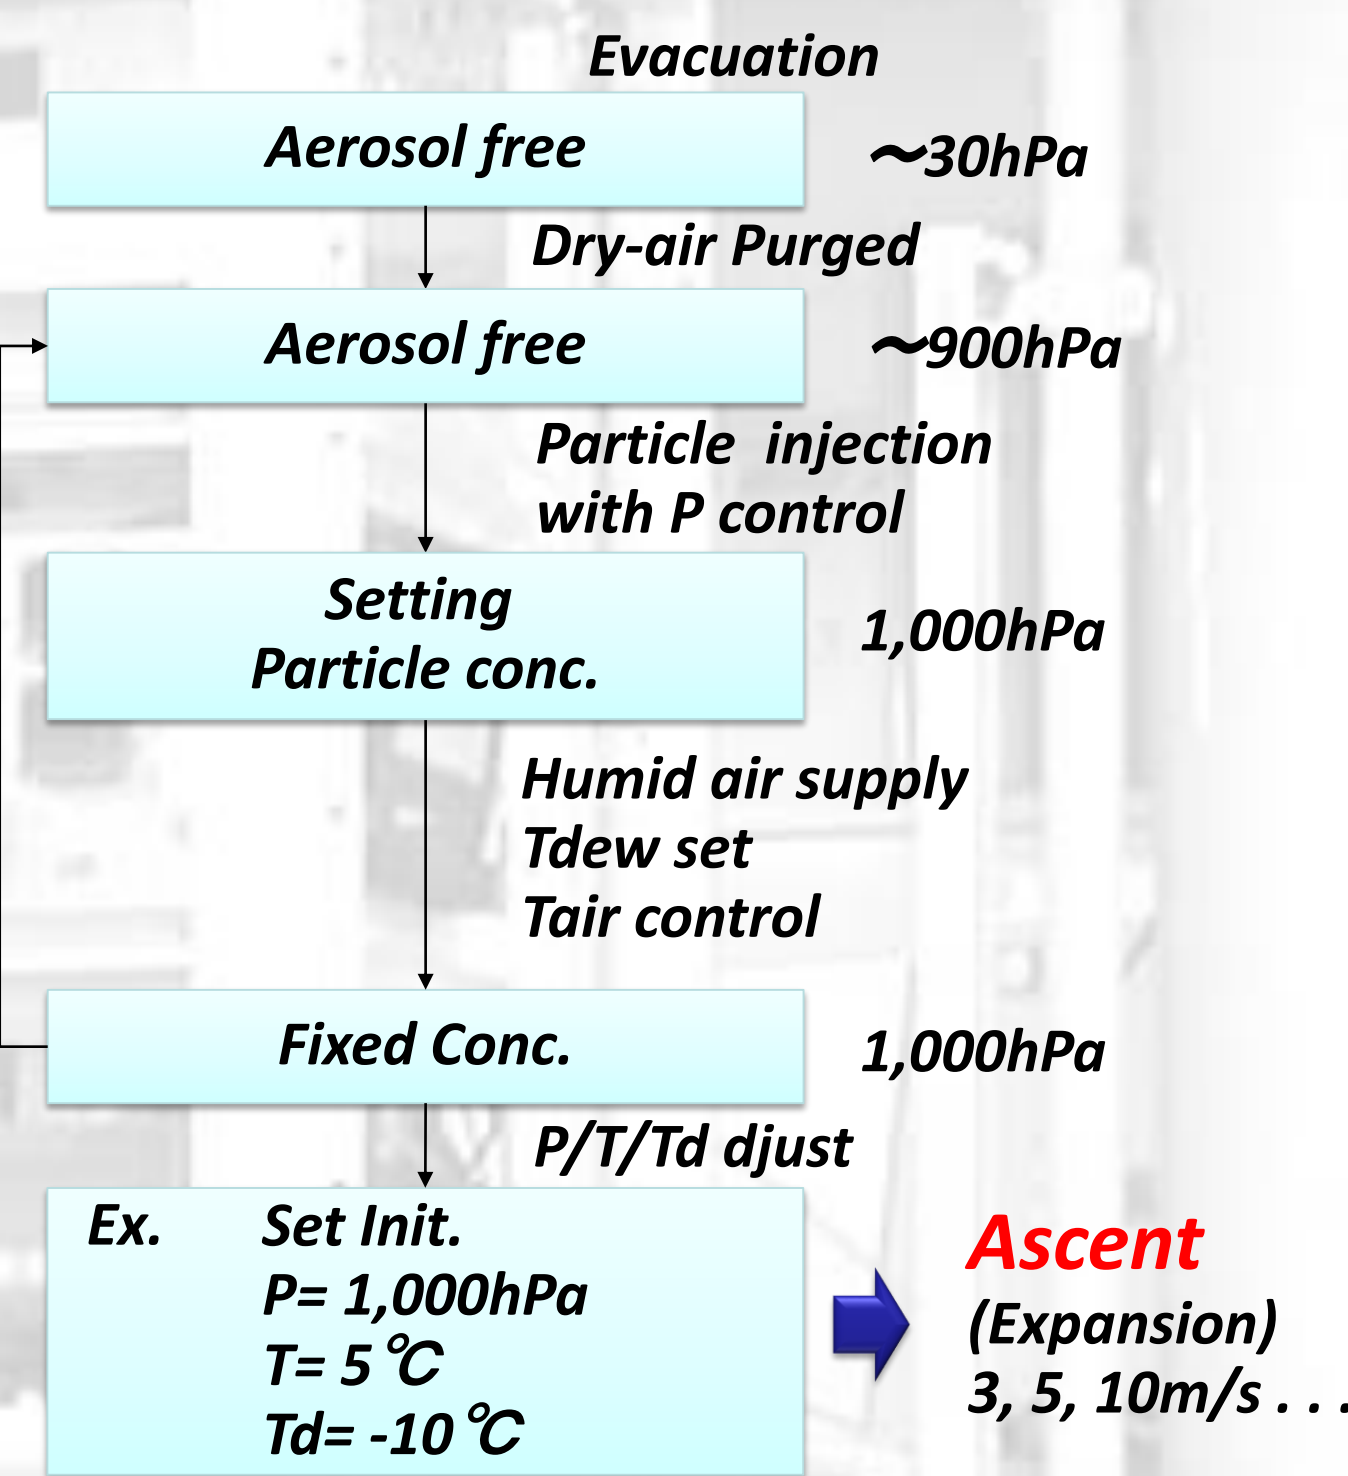 Evacuation
Aerosol free
～30hPa
Dry-air Purged
Aerosol free
～900hPa
Particle injection
with P control
Setting
Particle conc.
1,000hPa
Humid air supply
Tdew set
Tair control
Fixed Conc.
1,000hPa
P/T/Td djust
Ex. Set Init.
P= 1,000hPa
T= 5℃
Td= -10℃
Ascent
(Expansion)
3, 5, 10m/s . . .